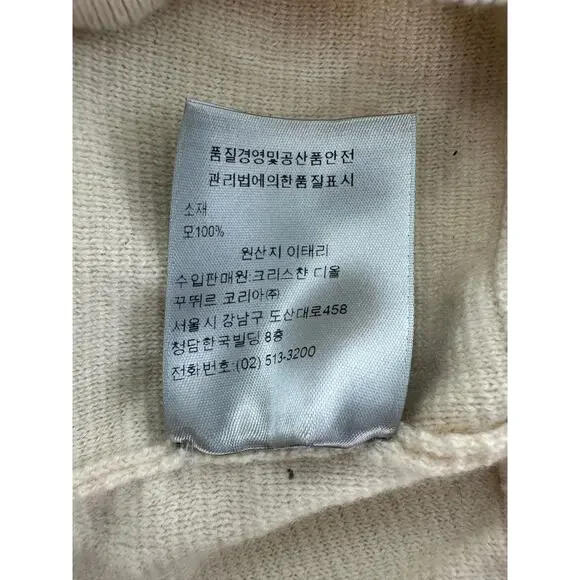 품질경영및공산품안전
관리법에의한품질표시
소재
모100%
원산지 이태리
수입판매원:크리스챤 디올
꾸뛰르 코리아㈜
서울시 강남구 도산대로458
청담한국빌딩 8층
전화번호:(02) 513-3200